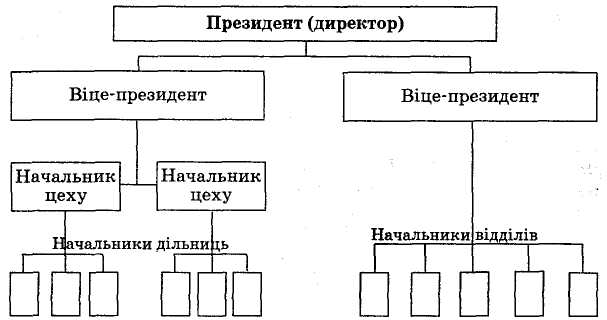 Президент (директор)
Віце-президент
Віце-президент
Начальник
цеху
Начальник
цеху
Начальники дільниць
Начальники відділів